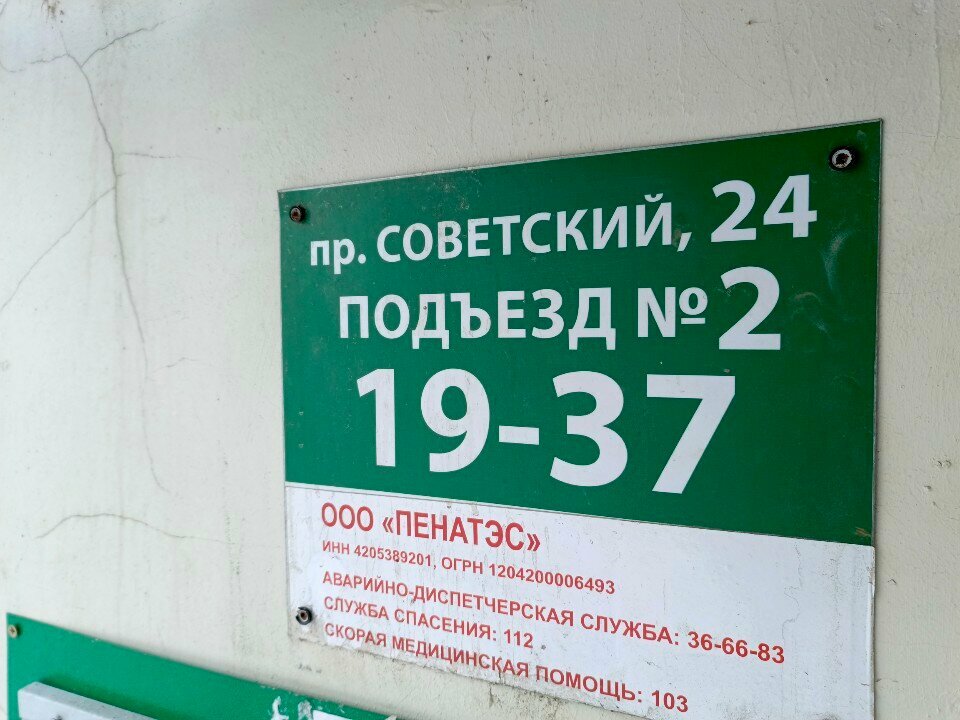 пр. СОВЕТСКИЙ, 24
ПОДЪЕЗД №2
19-37
ООО «ПЕНАТЭС»
ИНН 4205389201, ОГРН 1204200006493
АВАРИЙНО-ДИСПЕТЧЕРСКАЯ СЛУЖБА: 36-66-83
СЛУЖБА СПАСЕНИЯ: 112
СКОРАЯ МЕДИЦИНСКАЯ ПОМОЩЬ: 103